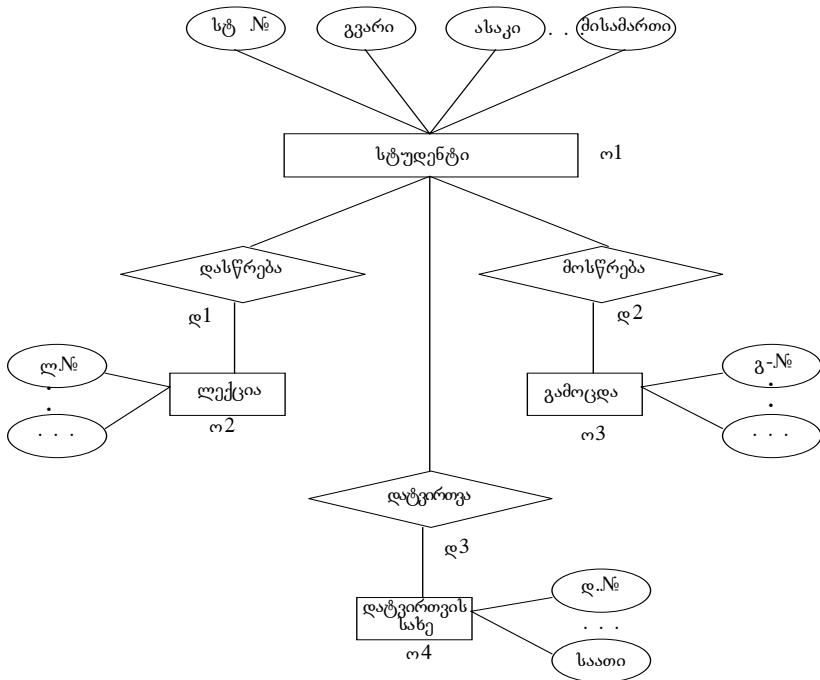 სტ №
გვარი
ასაკი
. . .
მისამართი
სტუდენტი
ო1
დასწრება
მოსწრება
დ1
დ2
ლ.№
. . .
ლექცია
ო2
გამოცდა
ო3
გ-№
. . .
დატვირთვა
დ3
დატვირთვის
სახე
ო4
დ.№
. . .
საათი